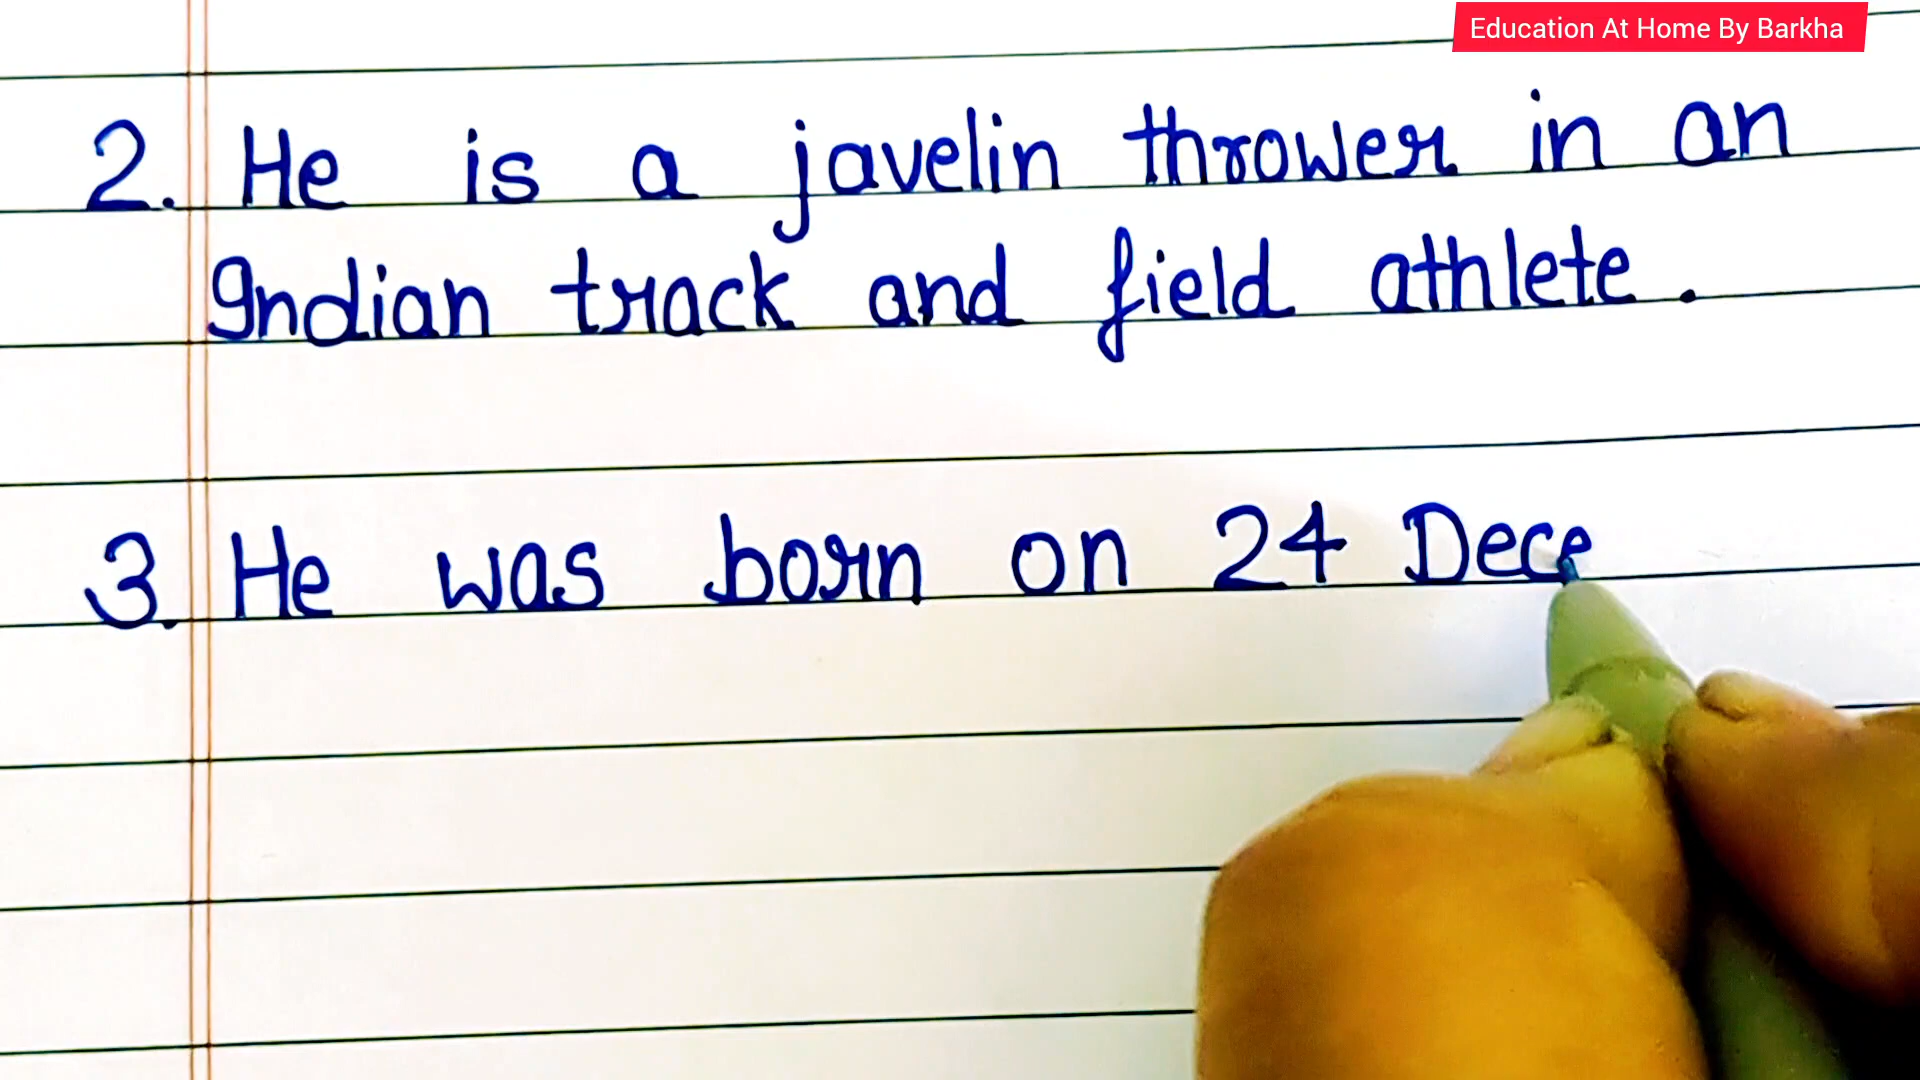 Education At Home By Barkha
2. He is a javelin thrower in an
Indian track and field athlete.
3. He was born on 24 Dece